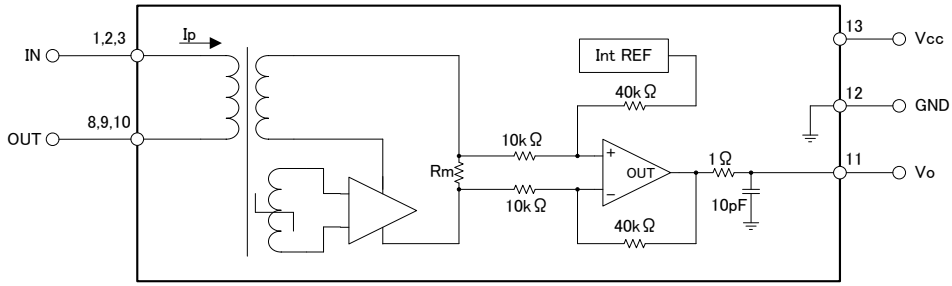 IN
1,2,3
Ip
OUT
8,9,10
Rm
10kΩ
10kΩ
Int REF
40kΩ
+
−
OUT
40kΩ
1Ω
10pF
13
Vcc
12
GND
11
Vo